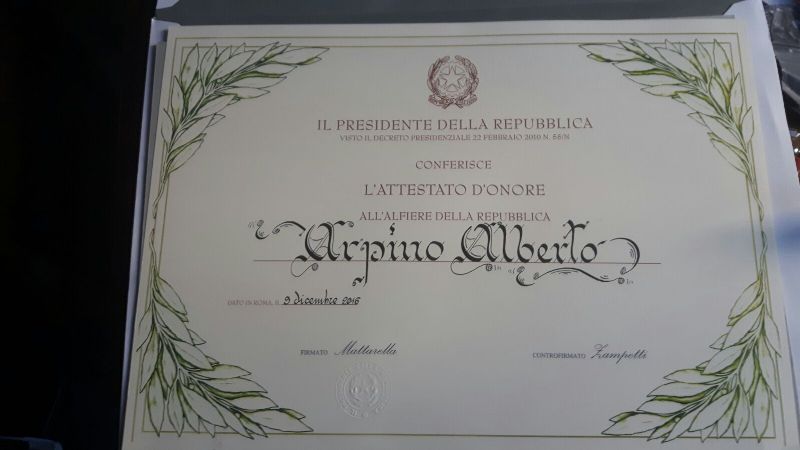 IL PRESIDENTE DELLA REPUBBLICA
VISTO IL DECRETO PRESIDENZIALE 22 FEBBRAIO 2010 N. 56/N
CONFERISCE
L'ATTESTATO D'ONORE
ALL'ALFIERE DELLA REPUBBLICA
Arpino Alberto
DATO IN ROMA, IL 9 dicembre 2016
FIRMATO Mattarella
CONTROFIRMATO Zampetti